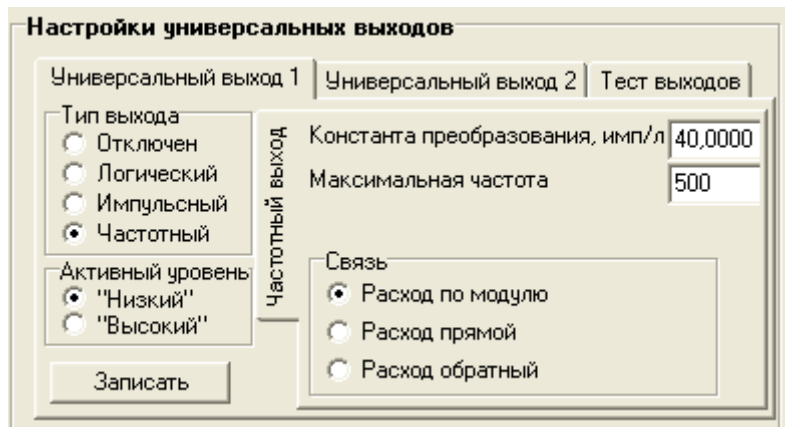 Настройки универсальных выходов
Универсальный выход 1 Универсальный выход 2 Тест выходов
Тип выхода
Отключен
Логический
Импульсный
Частотный
Активный уровень
"Низкий"
"Высокий"
Записать
Частотный выход
Константа преобразования, имп/л 40,0000
Максимальная частота 500
Связь
Расход по модулю
Расход прямой
Расход обратный